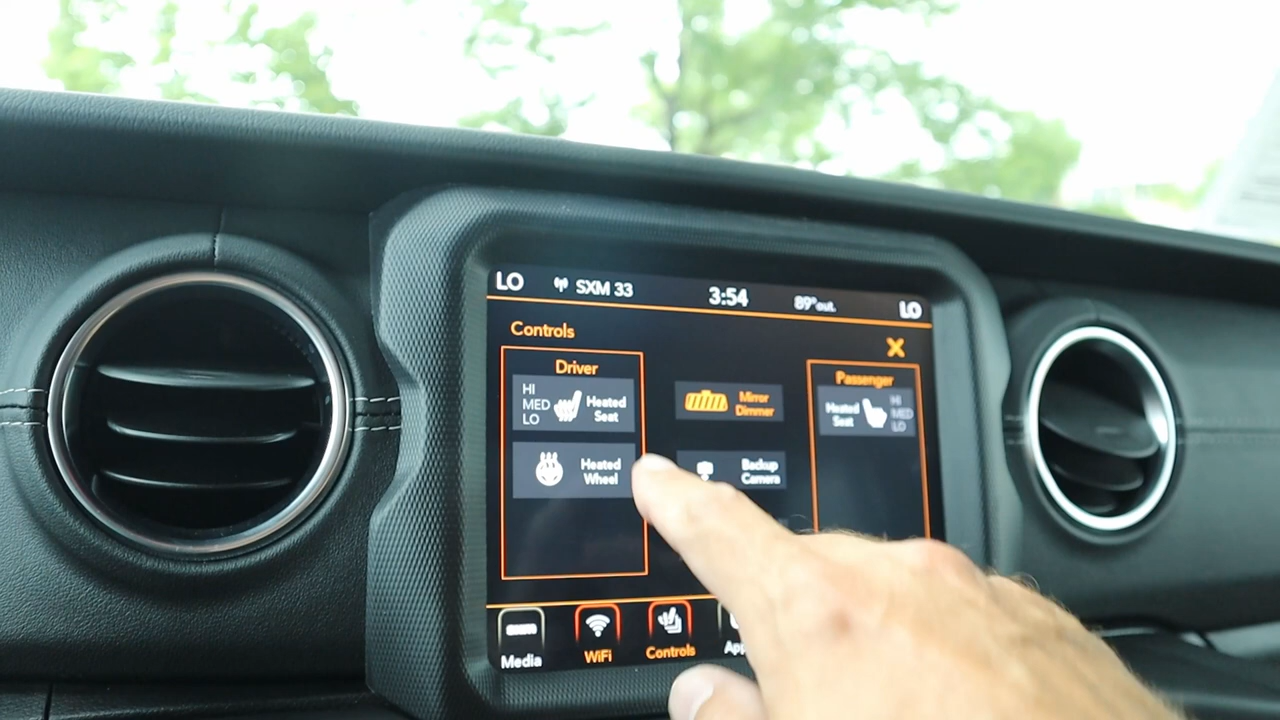 LO SXM 33 3:54 89°out. LO
Controls
X
Driver
HI
MED
LO
Heated
Seat
Heated
Wheel
Mirror
Dimmer
Backup
Camera
Passenger
Heated
Seat
HI
MED
LO
Media WiFi Controls